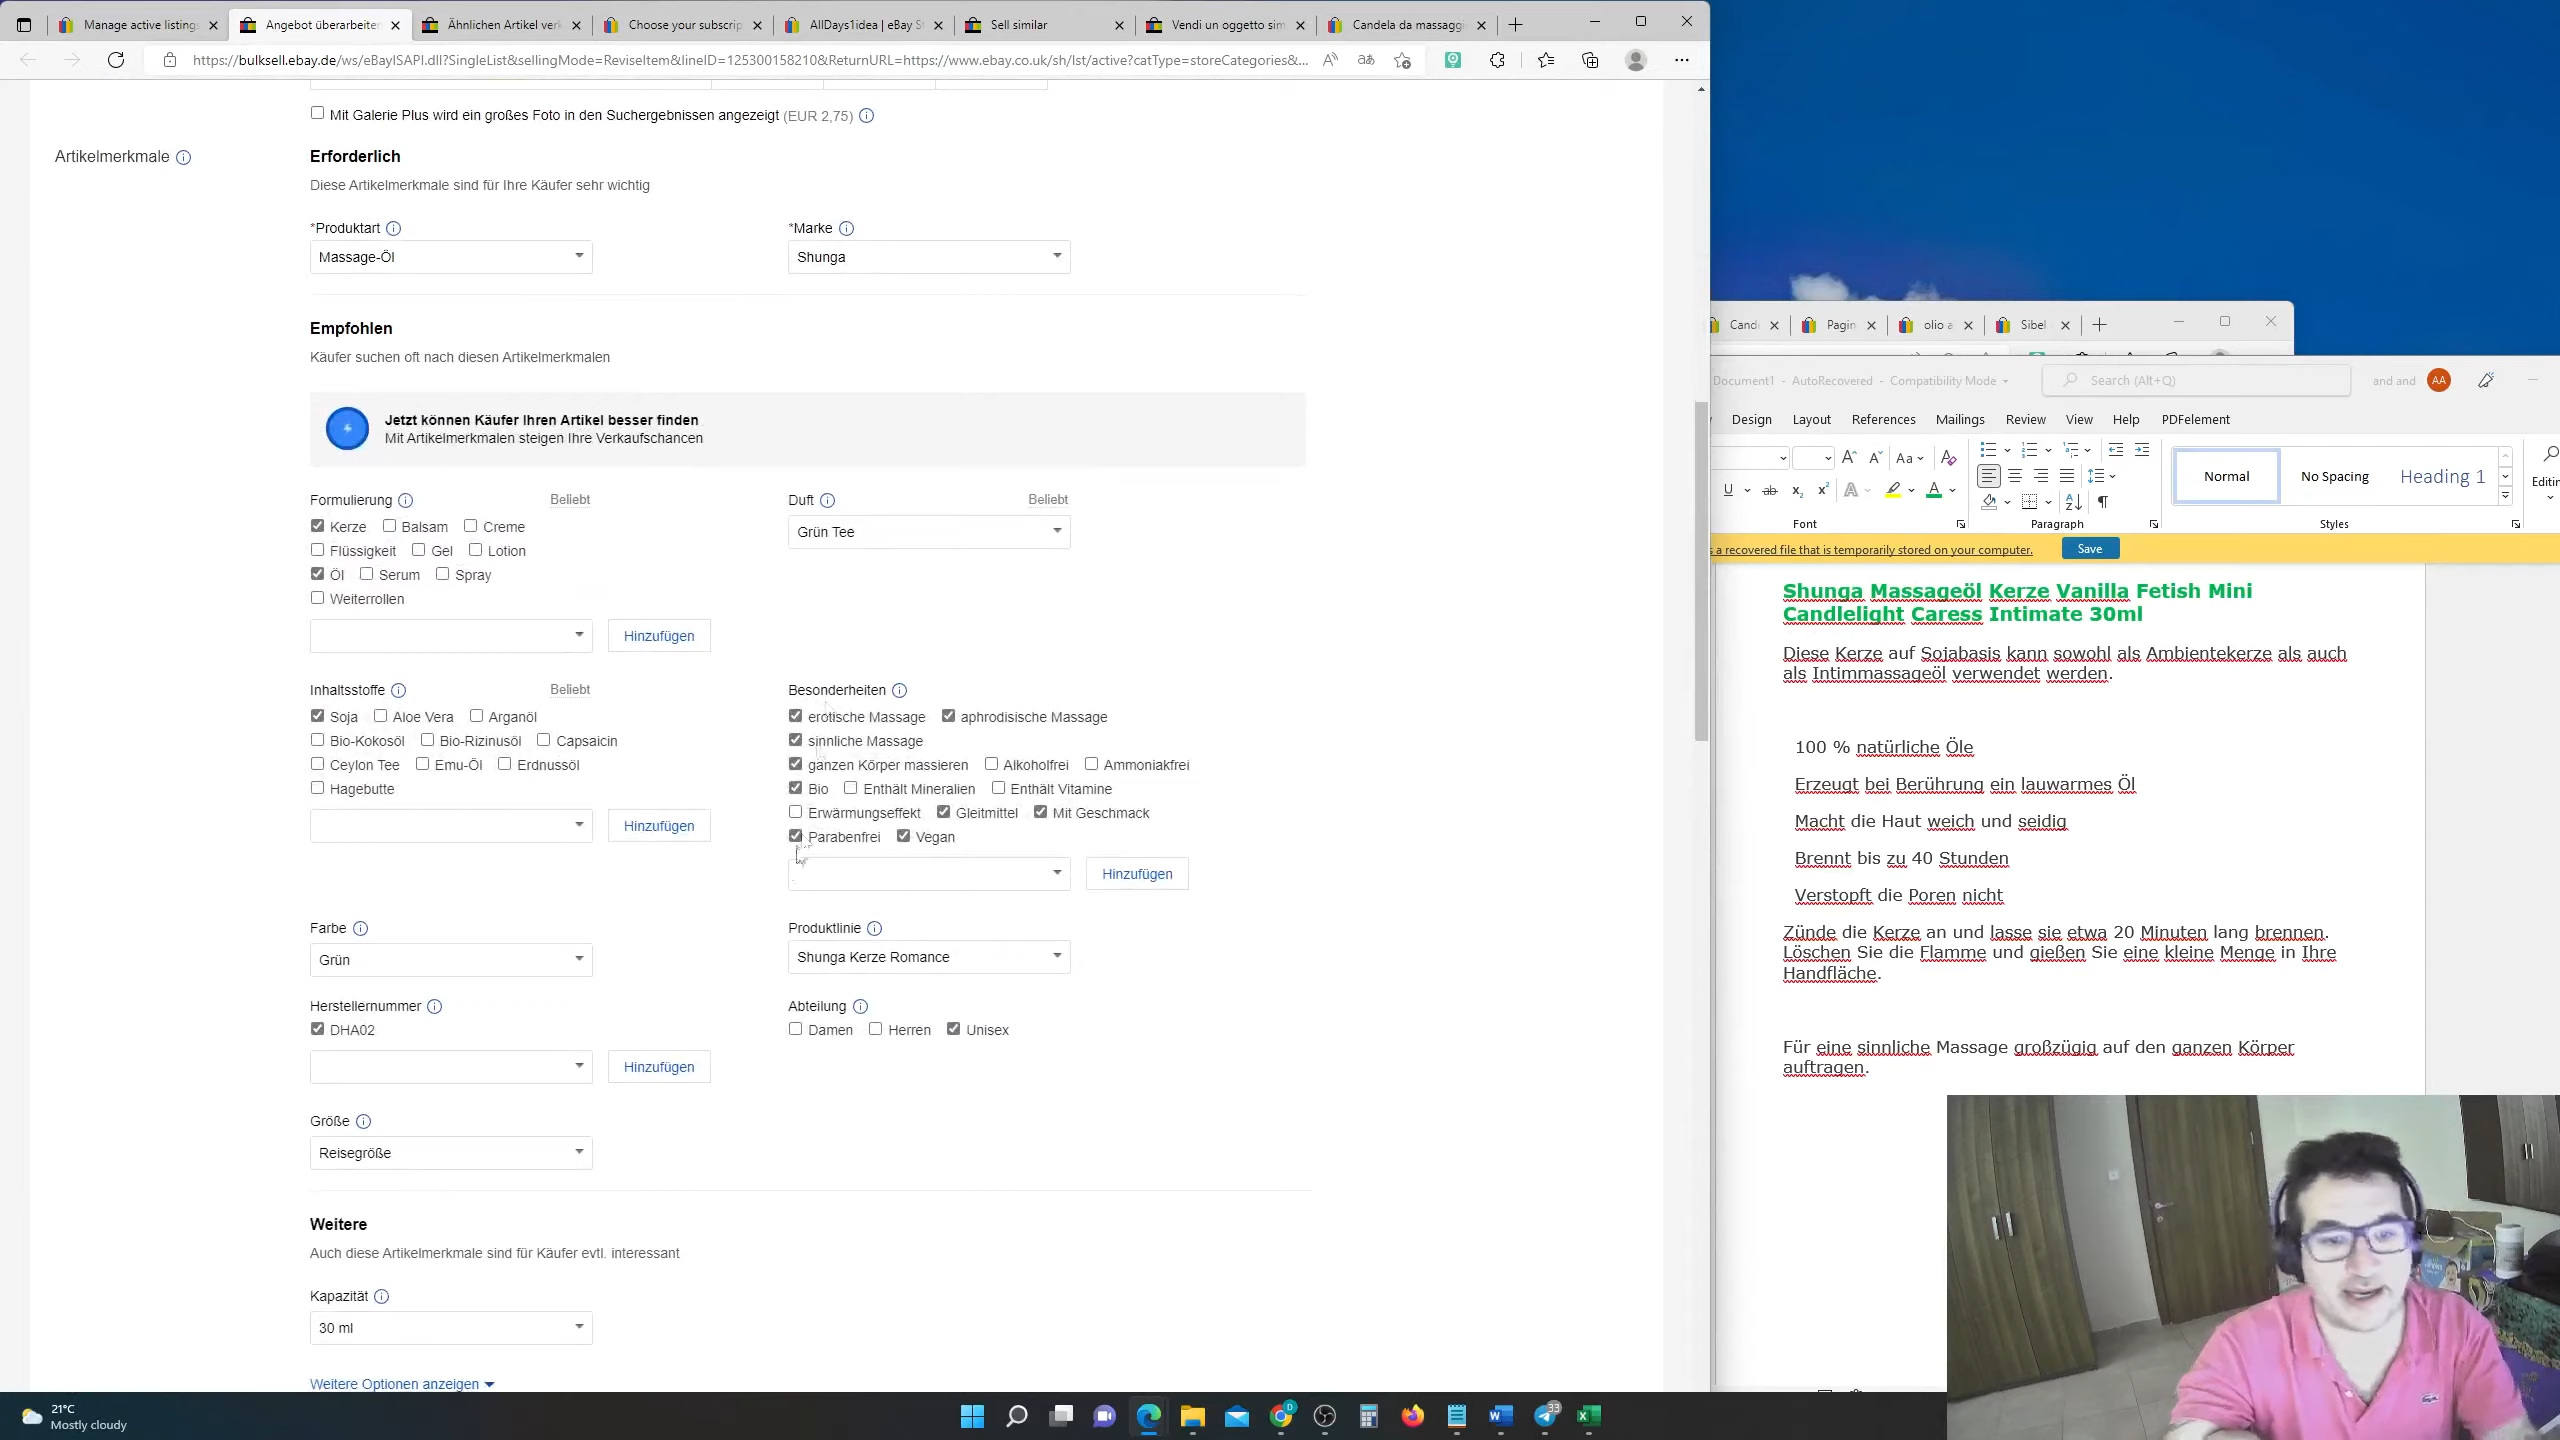 Manage active listings
Angebot überarbeiten
Ähnlichen Artikel verk
Choose your subscrip
AllDays1idea | eBay S
Sell similar
Vendi un oggetto sim
Candela da massaggi
https://bulksell.ebay.de/ws/eBayISAPI.dll?SingleList&sellingMode=ReviseItem&lineID=125300158210&ReturnURL=https://www.ebay.co.uk/sh/lst/active?catType=storeCategories&...
Mit Galerie Plus wird ein großes Foto in den Suchergebnissen angezeigt (EUR 2,75)
Artikelmerkmale
Erforderlich
Diese Artikelmerkmale sind für Ihre Käufer sehr wichtig
*Produktart
*Marke
Massage-Öl
Shunga
Empfohlen
Käufer suchen oft nach diesen Artikelmerkmalen
Jetzt können Käufer Ihren Artikel besser finden
Mit Artikelmerkmalen steigen Ihre Verkaufschancen
Formulierung Beliebt
Kerze Balsam Creme
Flüssigkeit Gel Lotion
Öl Serum Spray
Weiterrollen
Hinzufügen
Duft Beliebt
Grün Tee
Inhaltsstoffe Beliebt
Soja Aloe Vera Arganöl
Bio-Kokosöl Bio-Rizinusöl Capsaicin
Ceylon Tee Emu-Öl Erdnussöl
Hagebutte
Hinzufügen
Besonderheiten
erotische Massage aphrodisische Massage
sinnliche Massage
ganzen Körper massieren Alkoholfrei Ammoniakfrei
Bio Enthält Mineralien Enthält Vitamine
Erwärmungseffekt Gleitmittel Mit Geschmack
Parabenfrei Vegan
Hinzufügen
Farbe
Grün
Produktlinie
Shunga Kerze Romance
Herstellernummer
DHA02
Hinzufügen
Abteilung
Damen Herren Unisex
Größe
Reisegröße
Weitere
Auch diese Artikelmerkmale sind für Käufer evtl. interessant
Kapazität
30 ml
Weitere Optionen anzeigen
Candi
Pagin
olio a
Sibel
Document1 - AutoRecovered - Compatibility Mode
Search (Alt+Q)
and and AA
Design Layout References Mailings Review View Help PDFelement
Aa
Normal
No Spacing
Heading 1
Editin
Font
Paragraph
Styles
s a recovered file that is temporarily stored on your computer.
Save
Shunga Massageöl Kerze Vanilla Fetish Mini
Candlelight Caress Intimate 30ml
Diese Kerze auf Sojabasis kann sowohl als Ambientekerze als auch
als Intimmassageöl verwendet werden.
100 % natürliche Öle
Erzeugt bei Berührung ein lauwarmes Öl
Macht die Haut weich und seidig
Brennt bis zu 40 Stunden
Verstopft die Poren nicht
Zünde die Kerze an und lasse sie etwa 20 Minuten lang brennen.
Löschen Sie die Flamme und gießen Sie eine kleine Menge in Ihre
Handfläche.
Für eine sinnliche Massage großzügig auf den ganzen Körper
auftragen.
21°C
Mostly cloudy
33